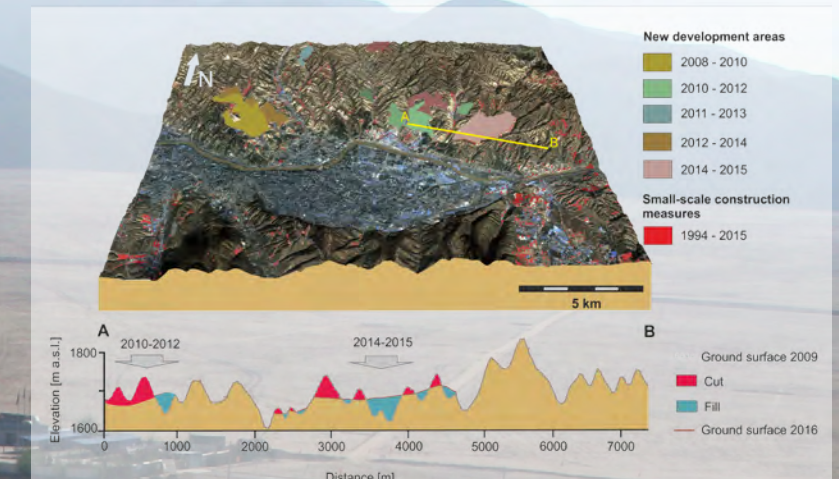 N
New development areas
2008 - 2010
2010 - 2012
2011 - 2013
2012 - 2014
2014 - 2015
Small-scale construction
measures
1994 - 2015
A
B
5 km
A
B
2010-2012
2014-2015
Elevation [m a.s.l.]
1800
1600
0
1000
2000
3000
4000
5000
6000
7000
Distance [m]
Ground surface 2009
Cut
Fill
Ground surface 2016